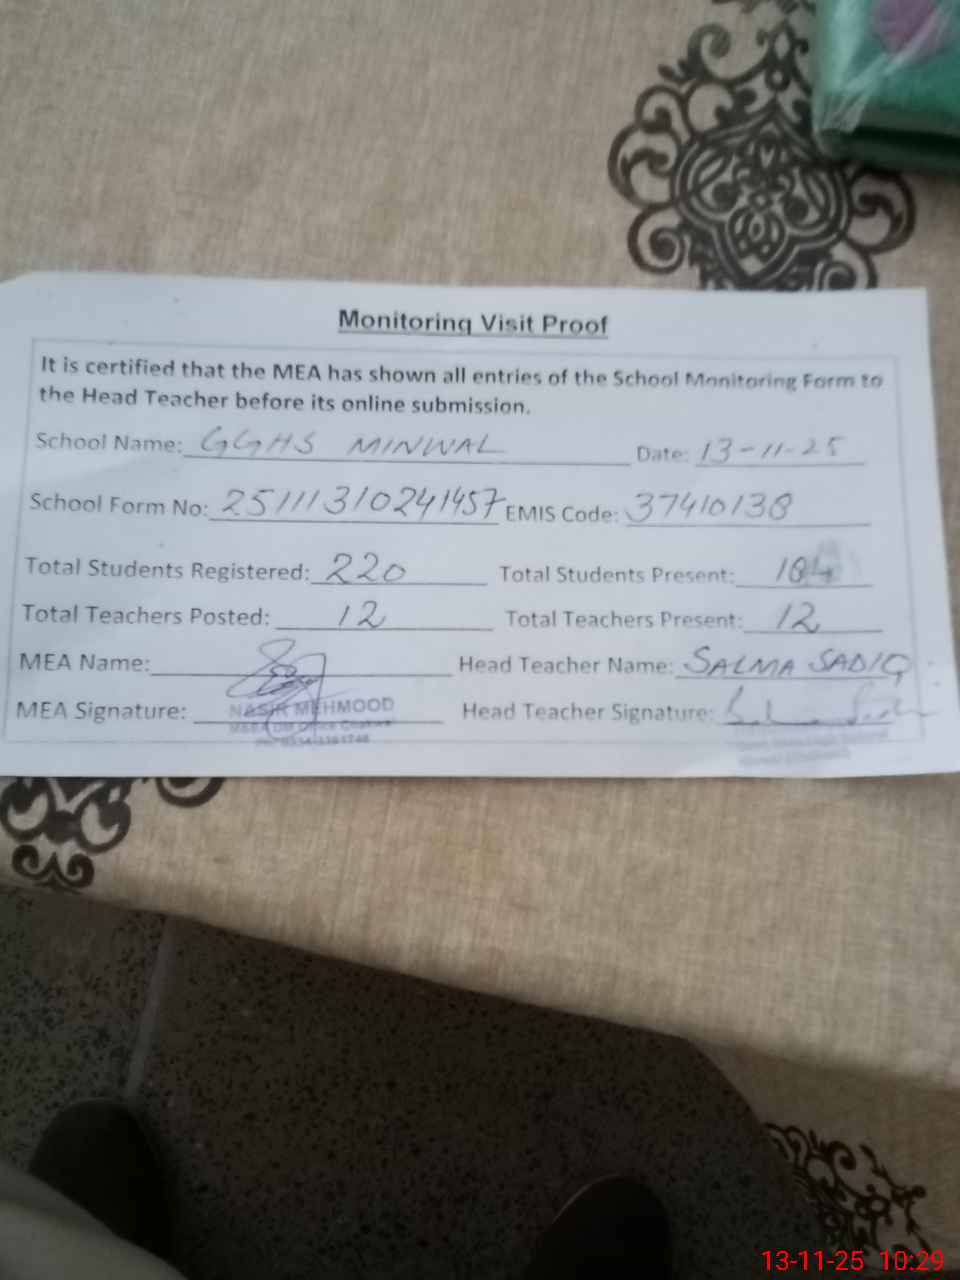 Monitoring Visit Proof
It is certified that the MEA has shown all entries of the School Monitoring Form to
the Head Teacher before its online submission.
School Name: GGHS MINWAL Date: 13-11-25
School Form No: 25111310241457 EMIS Code: 37410138
Total Students Registered: 220 Total Students Present:
Total Teachers Posted: 12 Total Teachers Present: 12
MEA Name: Head Teacher Name: SALMA SADIQ
MEA Signature: NASIR MEHMOOD Head Teacher Signature:
13-11-25 10:29